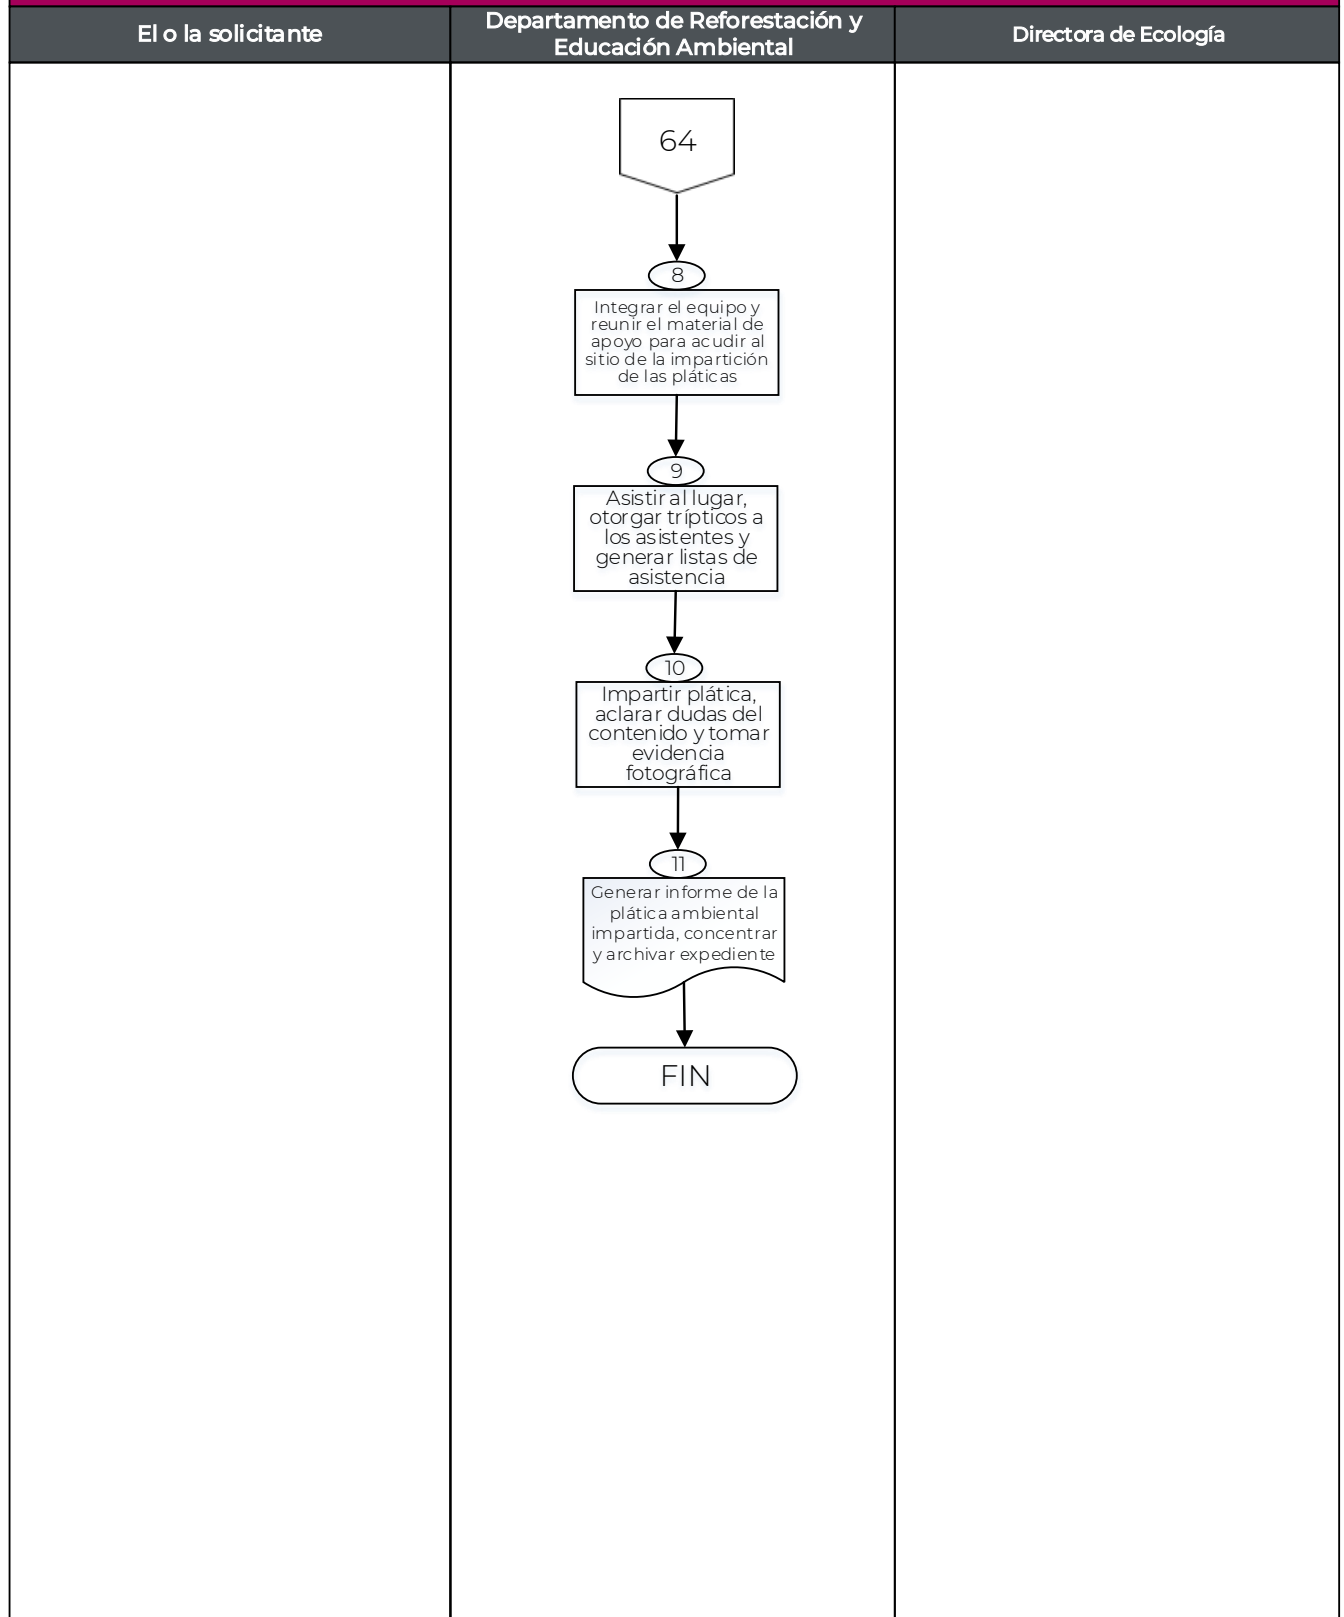 El o la solicitante
Departamento de Reforestación y
Educación Ambiental
Directora de Ecología
64
8
Integrar el equipo y
reunir el material de
apoyo para acudir al
sitio de la impartición
de las pláticas
9
Asistir al lugar,
otorgar trípticos a
los asistentes y
generar listas de
asistencia
10
Impartir plática,
aclarar dudas del
contenido y tomar
evidencia
fotográfica
11
Generar informe de la
plática ambiental
impartida, concentrar
y archivar expediente
FIN